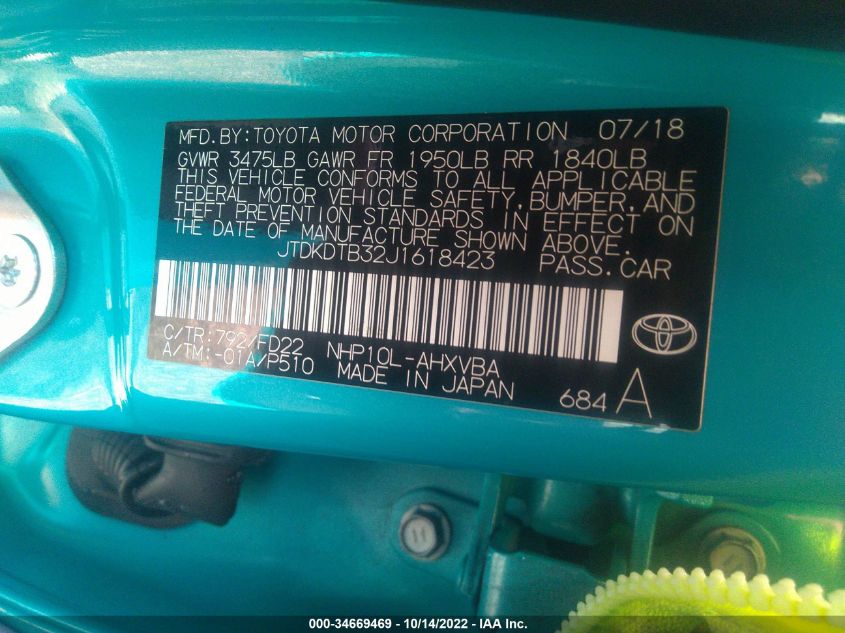 MFD. BY: TOYOTA MOTOR CORPORATION 07/18
GVWR 3475LB GAWR FR 1950LB RR 1840LB
THIS VEHICLE CONFORMS TO ALL APPLICABLE
FEDERAL MOTOR VEHICLE SAFETY, BUMPER, AND
THEFT PREVENTION STANDARDS IN EFFECT ON
THE DATE OF MANUFACTURE SHOWN ABOVE.
JTDKDTB32J1618423 PASS. CAR
C/TR: 792/FD22 NHP10L-AHXVBA
A/TM: -01A/P510 MADE IN JAPAN
684 A
11
000-34669469 - 10/14/2022 - IAA Inc.